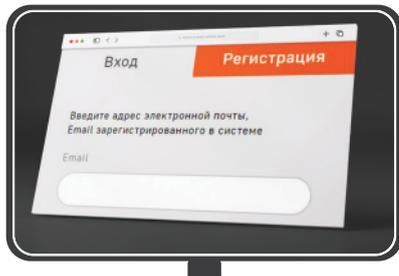 Вход
Регистрация
Введите адрес электронной почты,
Email зарегистрированного в системе
Email